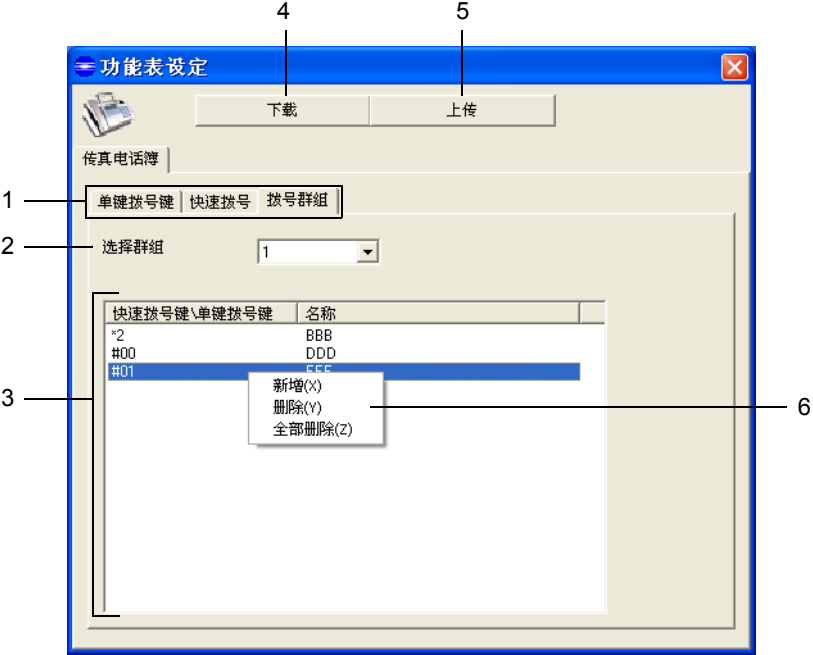 4 5
功能表设定
下载 上传
传真电话簿
1 单键拨号键 快速拨号 拨号群组
2 选择群组 1
快速拨号键\单键拨号键 名称
*2 BBB
#00 DDD
#01
新增(X)
3 删除(Y) 6
全部删除(Z)